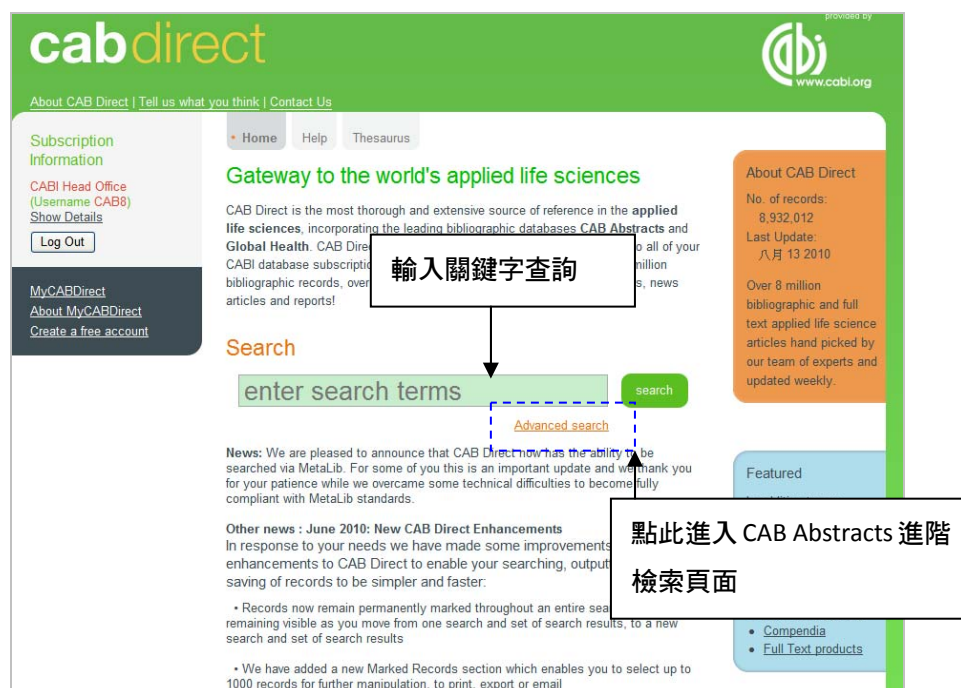 provided by
cabdirect
cabi
www.cabi.org
About CAB Direct | Tell us what you think | Contact Us
Subscription
Information
CABI Head Office
(Username CAB8)
Show Details
Log Out
MyCABDirect
About MyCABDirect
Create a free account
• Home Help Thesaurus
Gateway to the world's applied life sciences
CAB Direct is the most thorough and extensive source of reference in the applied
life sciences, incorporating the leading bibliographic databases CAB Abstracts and
Global Health. CAB Dire o all of your
CABI database subscriptio million
bibliographic records, over s, news
articles and reports!
輸入關鍵字查詢
Search
enter search terms
search
Advanced search
News: We are pleased to announce that CAB Direct now has the ability to be
searched via MetaLib. For some of you this is an important update and we thank you
for your patience while we overcame some technical difficulties to become fully
compliant with MetaLib standards.
Other news : June 2010: New CAB Direct Enhancements
In response to your needs we have made some improvements
enhancements to CAB Direct to enable your searching, output
saving of records to be simpler and faster:
• Records now remain permanently marked throughout an entire sea
remaining visible as you move from one search and set of search results, to a new
search and set of search results
• We have added a new Marked Records section which enables you to select up to
1000 records for further manipulation, to print, export or email
About CAB Direct
No. of records:
8,932,012
Last Update:
八月 13 2010
Over 8 million
bibliographic and full
text applied life science
articles hand picked by
our team of experts and
updated weekly.
Featured
點此進入 CAB Abstracts 進階
檢索頁面
• Compendia
• Full Text products